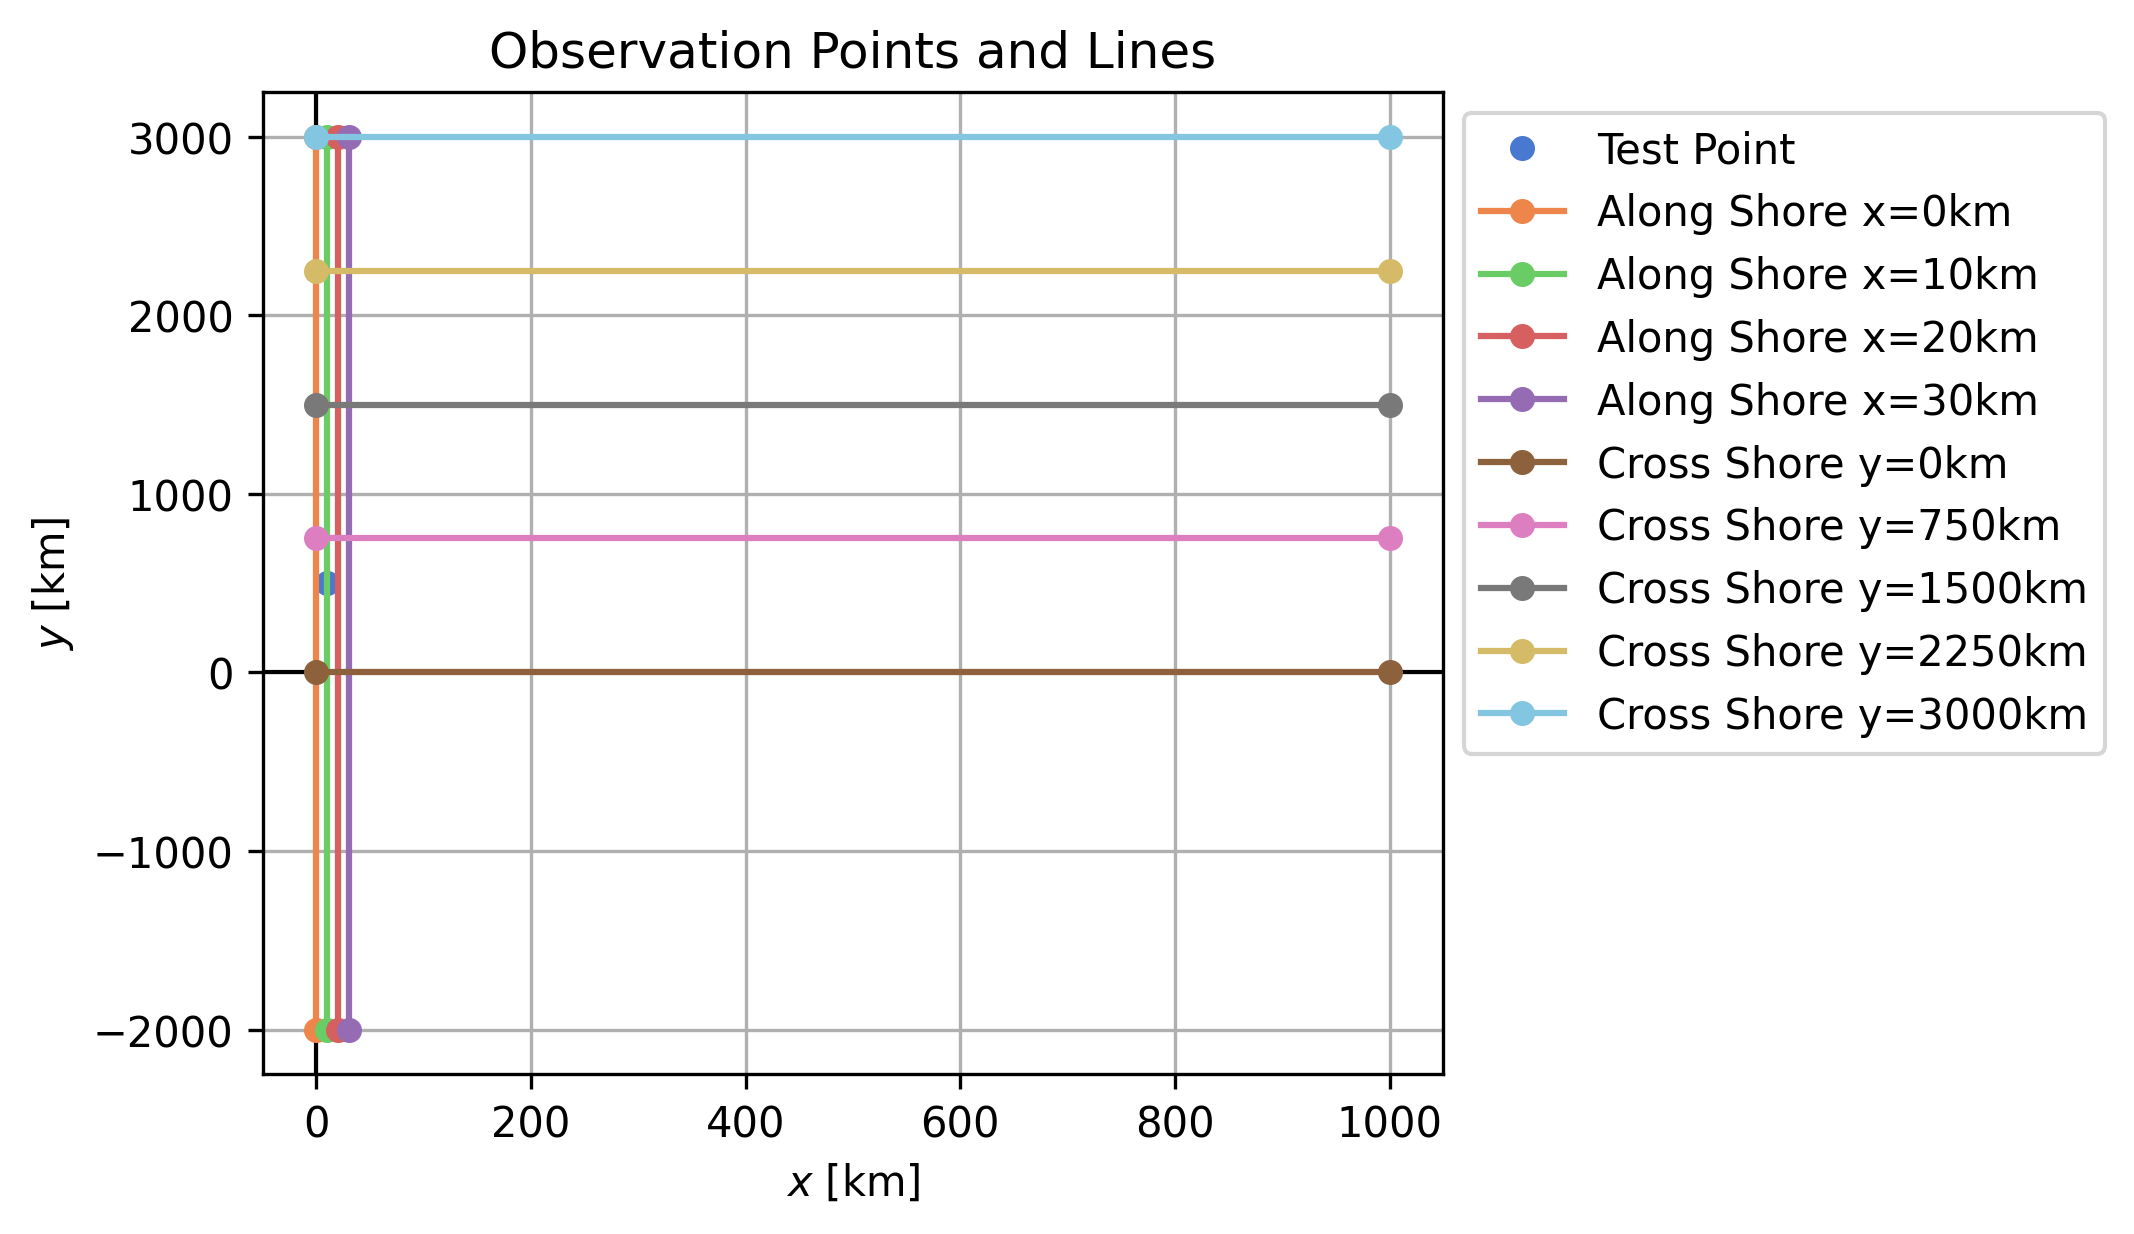 Observation Points and Lines
3000
2000
1000
0
−1000
−2000
y [km]
0 200 400 600 800 1000
x [km]
Test Point
Along Shore x=0km
Along Shore x=10km
Along Shore x=20km
Along Shore x=30km
Cross Shore y=0km
Cross Shore y=750km
Cross Shore y=1500km
Cross Shore y=2250km
Cross Shore y=3000km